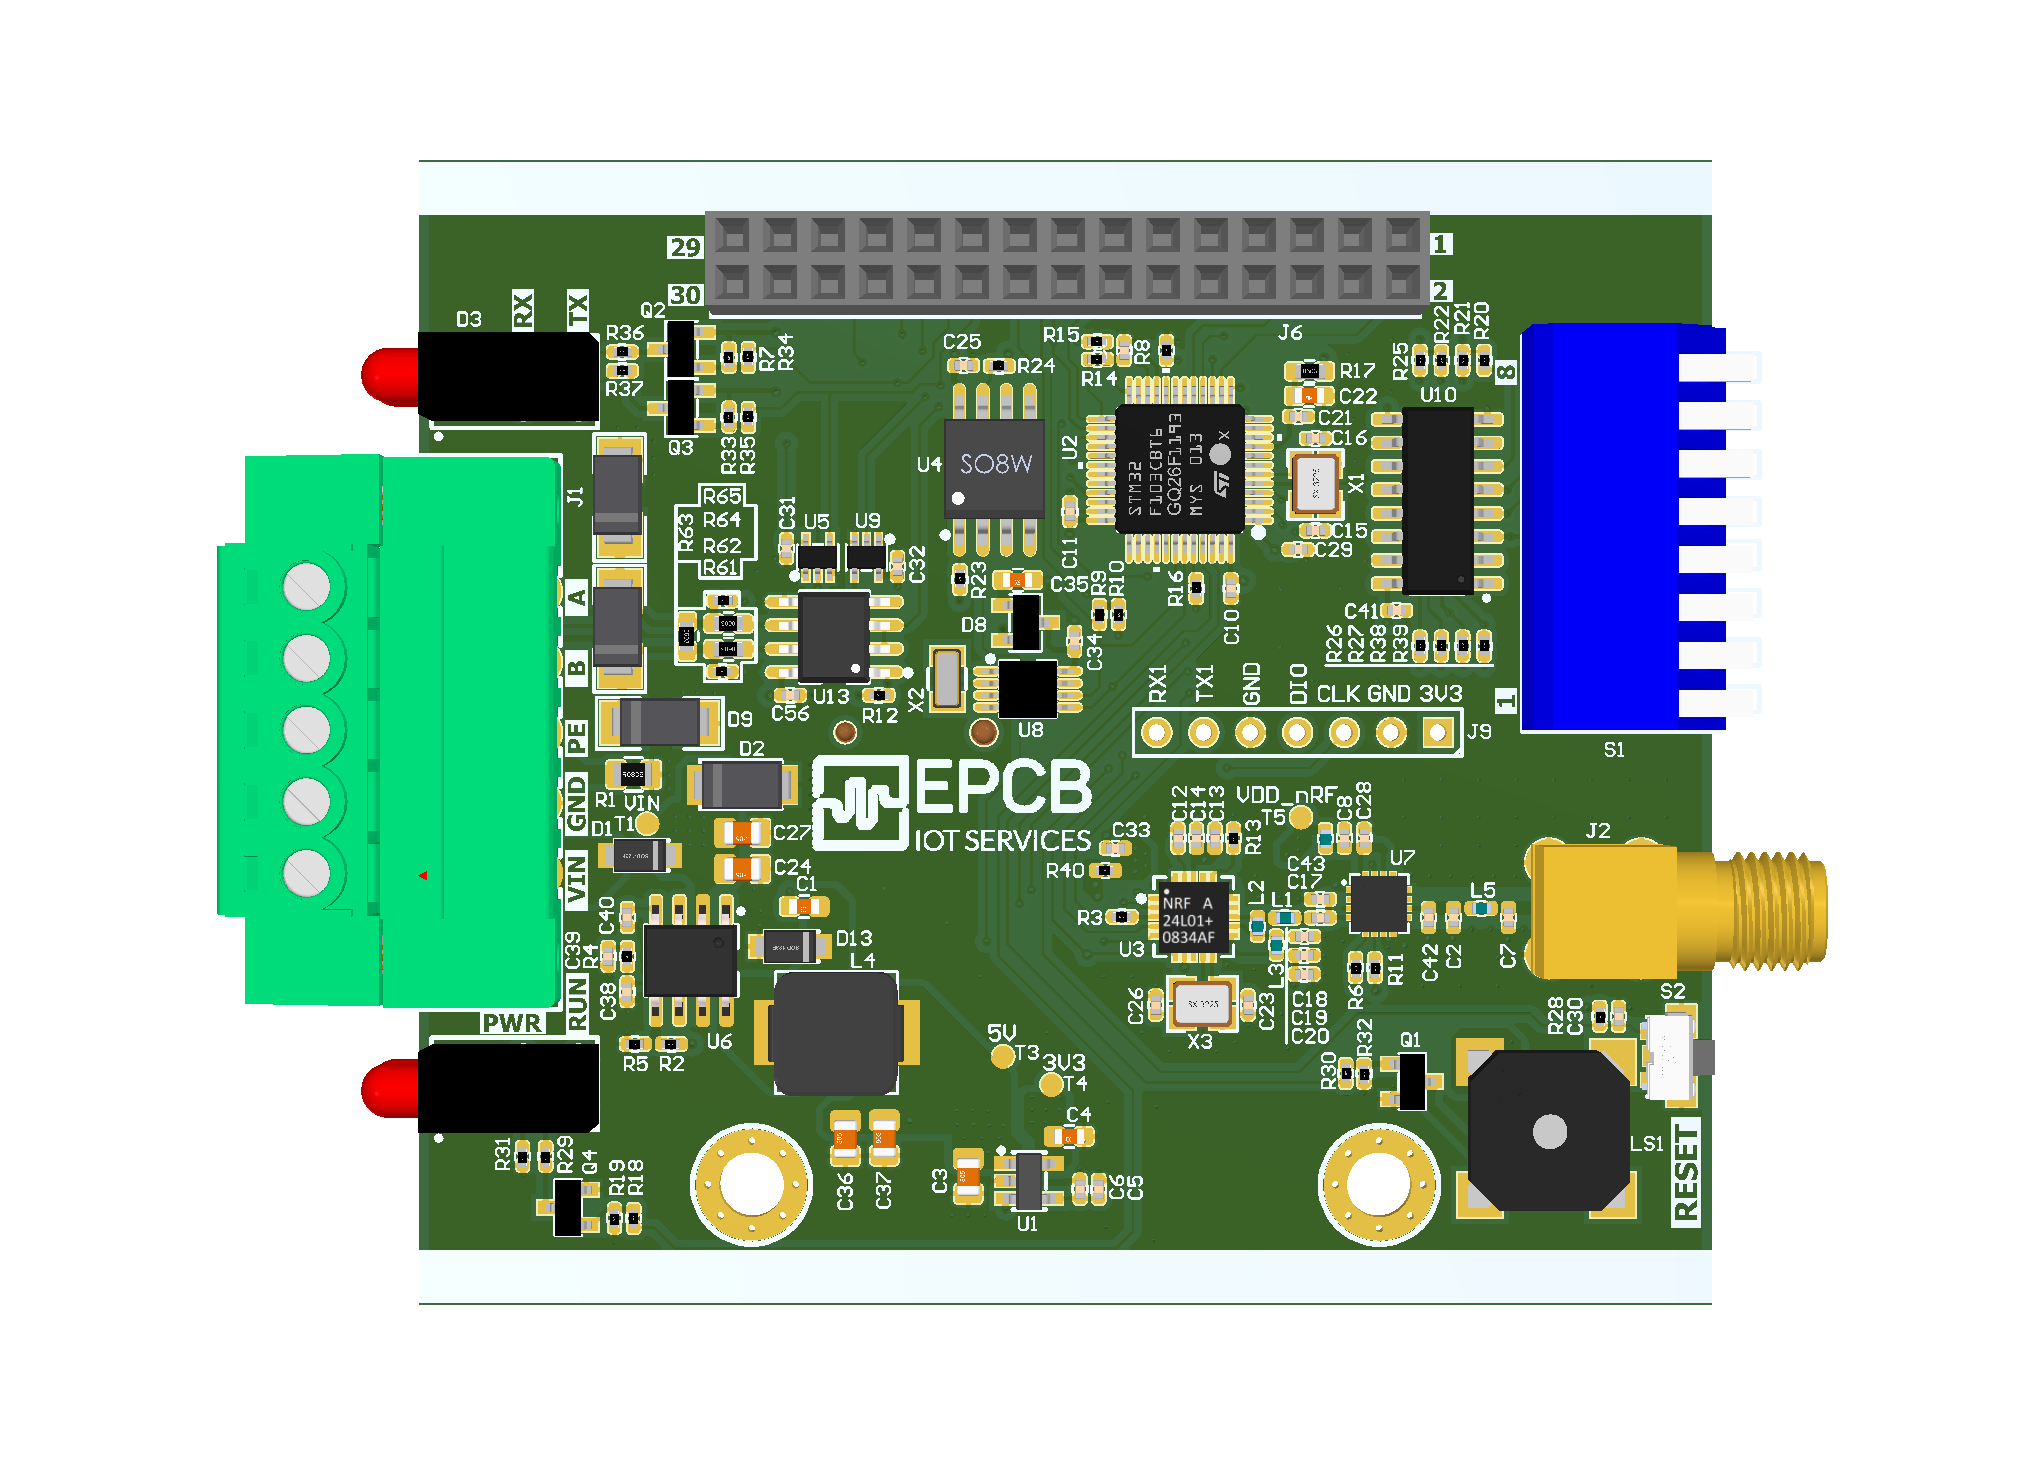 29
1
30
2
D3
RX
TX
Q2
R36
R37
R7
R34
Q3
R33
R35
C25
R24
R15
R14
R8
J6
R17
C22
C21
C16
R25
R22
R21
R20
8
U10
U4
SO8W
U2
STM32
F103CBT6
GQ26F1193
MYS 013
X
ST
X1
C15
C29
J1
R65
R64
R63
R62
R61
C31
U5
U9
C32
C11
R23
C35
R9
R10
R16
C10
C41
R26
R27
R38
R39
A
B
PE
GND
VIN
RUN
D8
C34
X2
U8
U13
C56
R12
D9
D2
R1
VIN
T1
D1
RX1
TX1
GND
DIO
CLK
GND
3V3
J9
1
S1
EPCB
IOT SERVICES
C27
C24
C1
C33
R40
C12
C14
C13
R13
VDD_nRF
T5
C8
C28
J2
C43
C17
U7
L2
L1
L5
R3
U3
NRF A
24L01+
0834AF
L3
C18
C19
C20
R6
R11
C42
C2
C7
C40
C39
R4
C38
D13
L4
U6
R5
R2
C26
X3
C23
S2
R28
C30
PWR
5V
T3
3V3
T4
C4
R30
R32
Q1
LS1
RESET
R31
R29
Q4
R19
R18
C36
C37
C3
U1
C6
C5